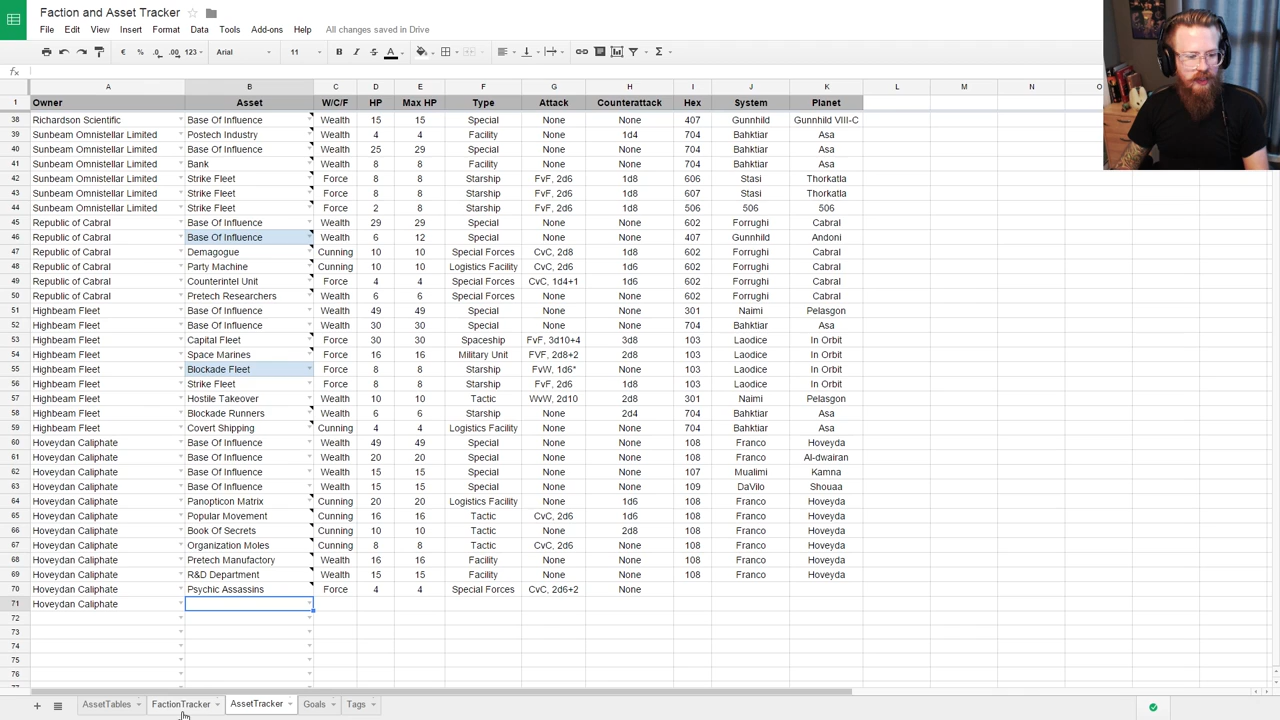 Faction and Asset Tracker
File Edit View Insert Format Data Tools Add-ons Help All changes saved in Drive
€ % .0 .00 123 Arial 11 B I S A Σ
fx
A B C D E F G H I J K L M N O
1 Owner Asset W/C/F HP Max HP Type Attack Counterattack Hex System Planet
38 Richardson Scientific Base Of Influence Wealth 15 15 Special None None 407 Gunnhild Gunnhild VIII-C
39 Sunbeam Omnistellar Limited Postech Industry Wealth 4 4 Facility None 1d4 704 Bahktiar Asa
40 Sunbeam Omnistellar Limited Base Of Influence Wealth 25 29 Special None None 704 Bahktiar Asa
41 Sunbeam Omnistellar Limited Bank Wealth 8 8 Facility None None 704 Bahktiar Asa
42 Sunbeam Omnistellar Limited Strike Fleet Force 8 8 Starship FvF, 2d6 1d8 606 Stasi Thorkatla
43 Sunbeam Omnistellar Limited Strike Fleet Force 8 8 Starship FvF, 2d6 1d8 607 Stasi Thorkatla
44 Sunbeam Omnistellar Limited Strike Fleet Force 2 8 Starship FvF, 2d6 1d8 506 506 506
45 Republic of Cabral Base Of Influence Wealth 29 29 Special None None 602 Forrughi Cabral
46 Republic of Cabral Base Of Influence Wealth 6 12 Special None None 407 Gunnhild Andoni
47 Republic of Cabral Demagogue Cunning 10 10 Special Forces CvC, 2d8 1d8 602 Forrughi Cabral
48 Republic of Cabral Party Machine Cunning 10 10 Logistics Facility CvC, 2d6 1d6 602 Forrughi Cabral
49 Republic of Cabral Counterintel Unit Force 4 4 Special Forces CvC, 1d4+1 1d6 602 Forrughi Cabral
50 Republic of Cabral Pretech Researchers Wealth 6 6 Special Forces None None 602 Forrughi Cabral
51 Highbeam Fleet Base Of Influence Wealth 49 49 Special None None 301 Naimi Pelasgon
52 Highbeam Fleet Base Of Influence Wealth 30 30 Special None None 704 Bahktiar Asa
53 Highbeam Fleet Capital Fleet Force 30 30 Spaceship FvF, 3d10+4 3d8 103 Laodice In Orbit
54 Highbeam Fleet Space Marines Force 16 16 Military Unit FVF, 2d8+2 2d8 103 Laodice In Orbit
55 Highbeam Fleet Blockade Fleet Force 8 8 Starship FvW, 1d6* None 103 Laodice In Orbit
56 Highbeam Fleet Strike Fleet Force 8 8 Starship FvF, 2d6 1d8 103 Laodice In Orbit
57 Highbeam Fleet Hostile Takeover Wealth 10 10 Tactic WvW, 2d10 2d8 301 Naimi Pelasgon
58 Highbeam Fleet Blockade Runners Wealth 6 6 Starship None 2d4 704 Bahktiar Asa
59 Highbeam Fleet Covert Shipping Cunning 4 4 Logistics Facility None None 704 Bahktiar Asa
60 Hoveydan Caliphate Base Of Influence Wealth 49 49 Special None None 108 Franco Hoveyda
61 Hoveydan Caliphate Base Of Influence Wealth 20 20 Special None None 108 Franco Al-dwairan
62 Hoveydan Caliphate Base Of Influence Wealth 15 15 Special None None 107 Mualimi Kamna
63 Hoveydan Caliphate Base Of Influence Wealth 15 15 Special None None 109 DaVilo Shouaa
64 Hoveydan Caliphate Panopticon Matrix Cunning 20 20 Logistics Facility None 1d6 108 Franco Hoveyda
65 Hoveydan Caliphate Popular Movement Cunning 16 16 Tactic CvC, 2d6 1d6 108 Franco Hoveyda
66 Hoveydan Caliphate Book Of Secrets Cunning 10 10 Tactic None 2d8 108 Franco Hoveyda
67 Hoveydan Caliphate Organization Moles Cunning 8 8 Tactic CvC, 2d6 None 108 Franco Hoveyda
68 Hoveydan Caliphate Pretech Manufactory Wealth 16 16 Facility None None 108 Franco Hoveyda
69 Hoveydan Caliphate R&D Department Wealth 15 15 Facility None None 108 Franco Hoveyda
70 Hoveydan Caliphate Psychic Assassins Force 4 4 Special Forces CvC, 2d6+2 None
71 Hoveydan Caliphate
72
73
74
75
76
AssetTables FactionTracker AssetTracker Goals Tags